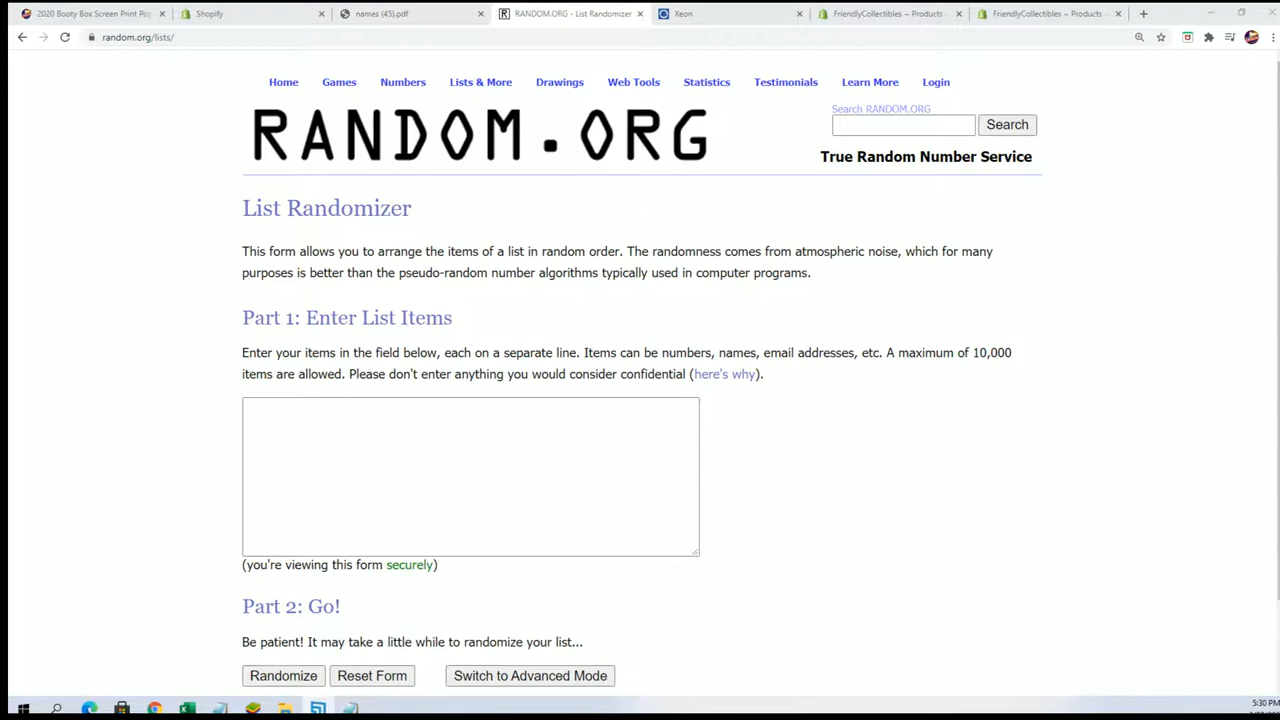 2020 Booty Box Screen Print Pop
Shopify
names (45).pdf
RANDOM.ORG - List Randomizer
Xeon
FriendlyCollectibles ~ Products
FriendlyCollectibles ~ Products
random.org/lists/
Home Games Numbers Lists & More Drawings Web Tools Statistics Testimonials Learn More Login
RANDOM.ORG
Search RANDOM.ORG
Search
True Random Number Service
List Randomizer
This form allows you to arrange the items of a list in random order. The randomness comes from atmospheric noise, which for many
purposes is better than the pseudo-random number algorithms typically used in computer programs.
Part 1: Enter List Items
Enter your items in the field below, each on a separate line. Items can be numbers, names, email addresses, etc. A maximum of 10,000
items are allowed. Please don't enter anything you would consider confidential (here's why).
(you're viewing this form securely)
Part 2: Go!
Be patient! It may take a little while to randomize your list...
Randomize Reset Form Switch to Advanced Mode
5:30 PM